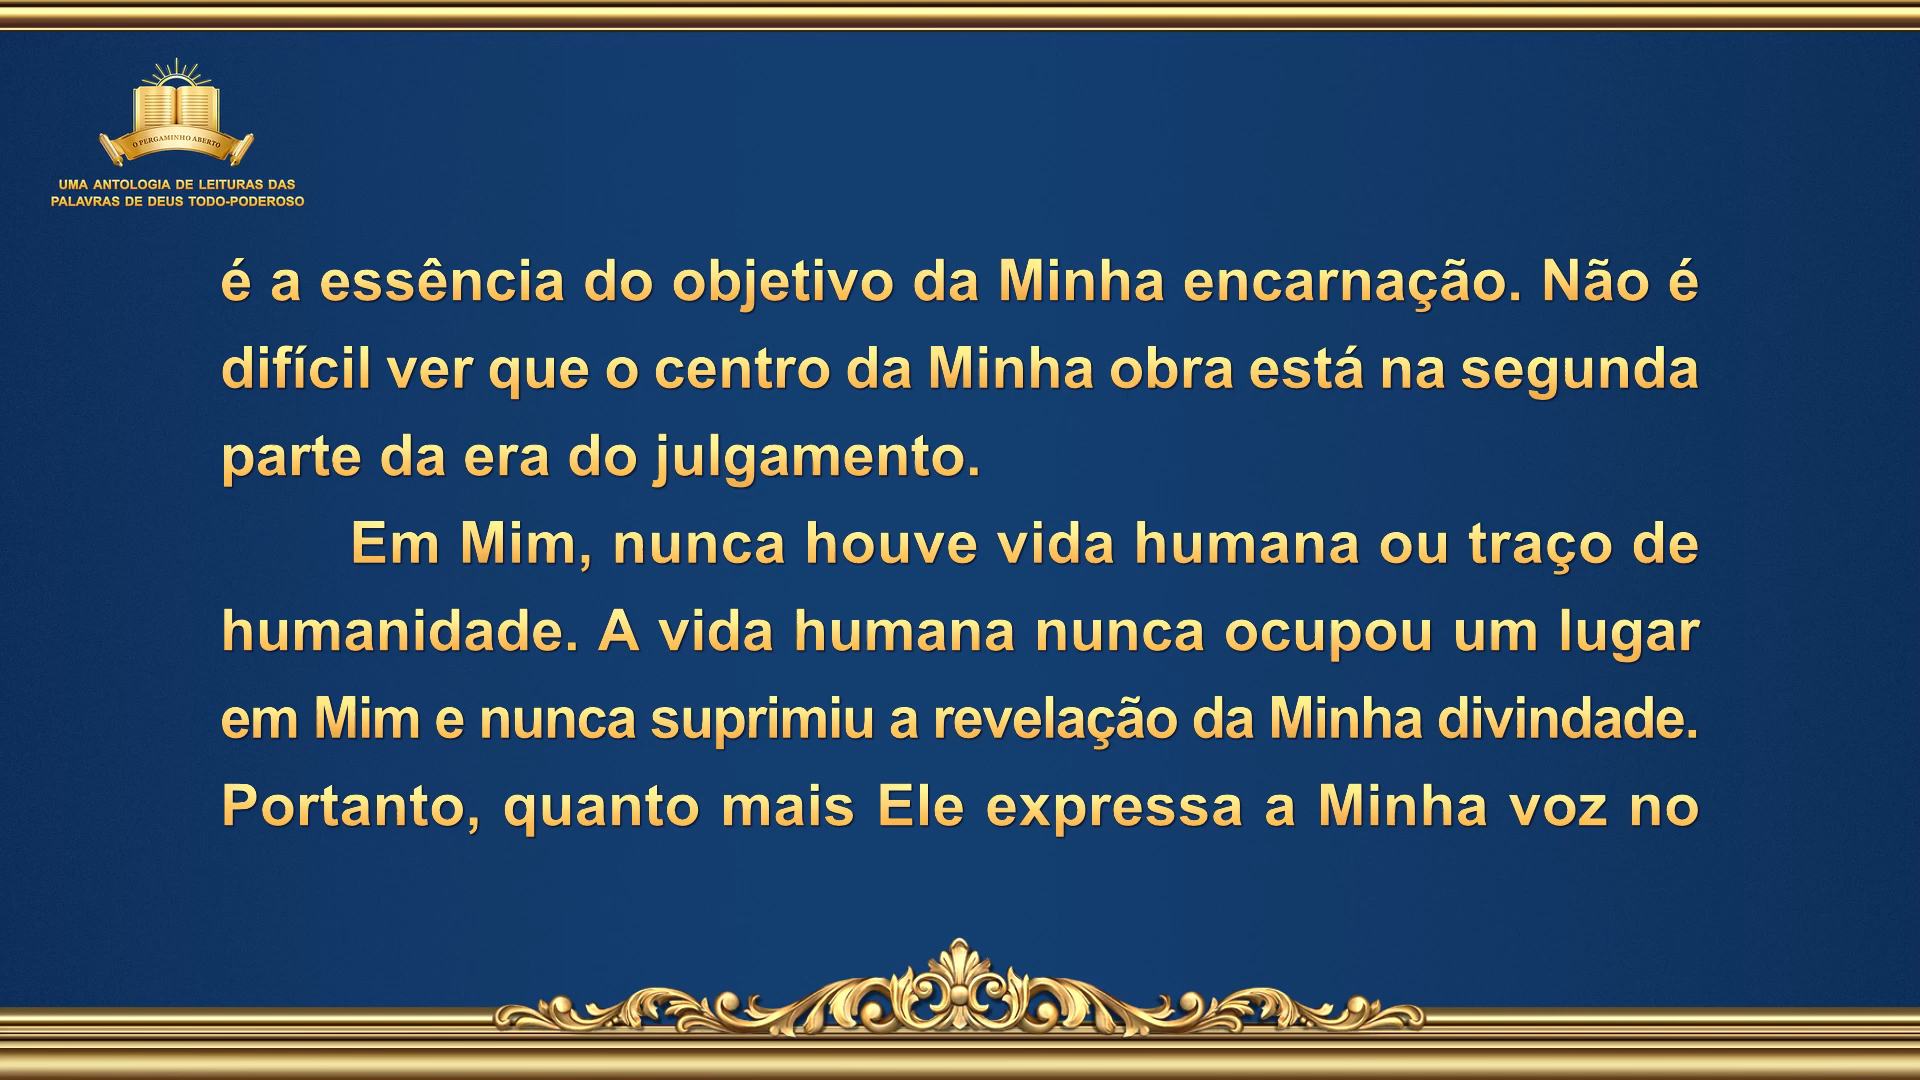 O PERGAMINHO ABERTO
UMA ANTOLOGIA DE LEITURAS DAS
PALAVRAS DE DEUS TODO-PODEROSO
é a essência do objetivo da Minha encarnação. Não é
difícil ver que o centro da Minha obra está na segunda
parte da era do julgamento.
Em Mim, nunca houve vida humana ou traço de
humanidade. A vida humana nunca ocupou um lugar
em Mim e nunca suprimiu a revelação da Minha divindade.
Portanto, quanto mais Ele expressa a Minha voz no